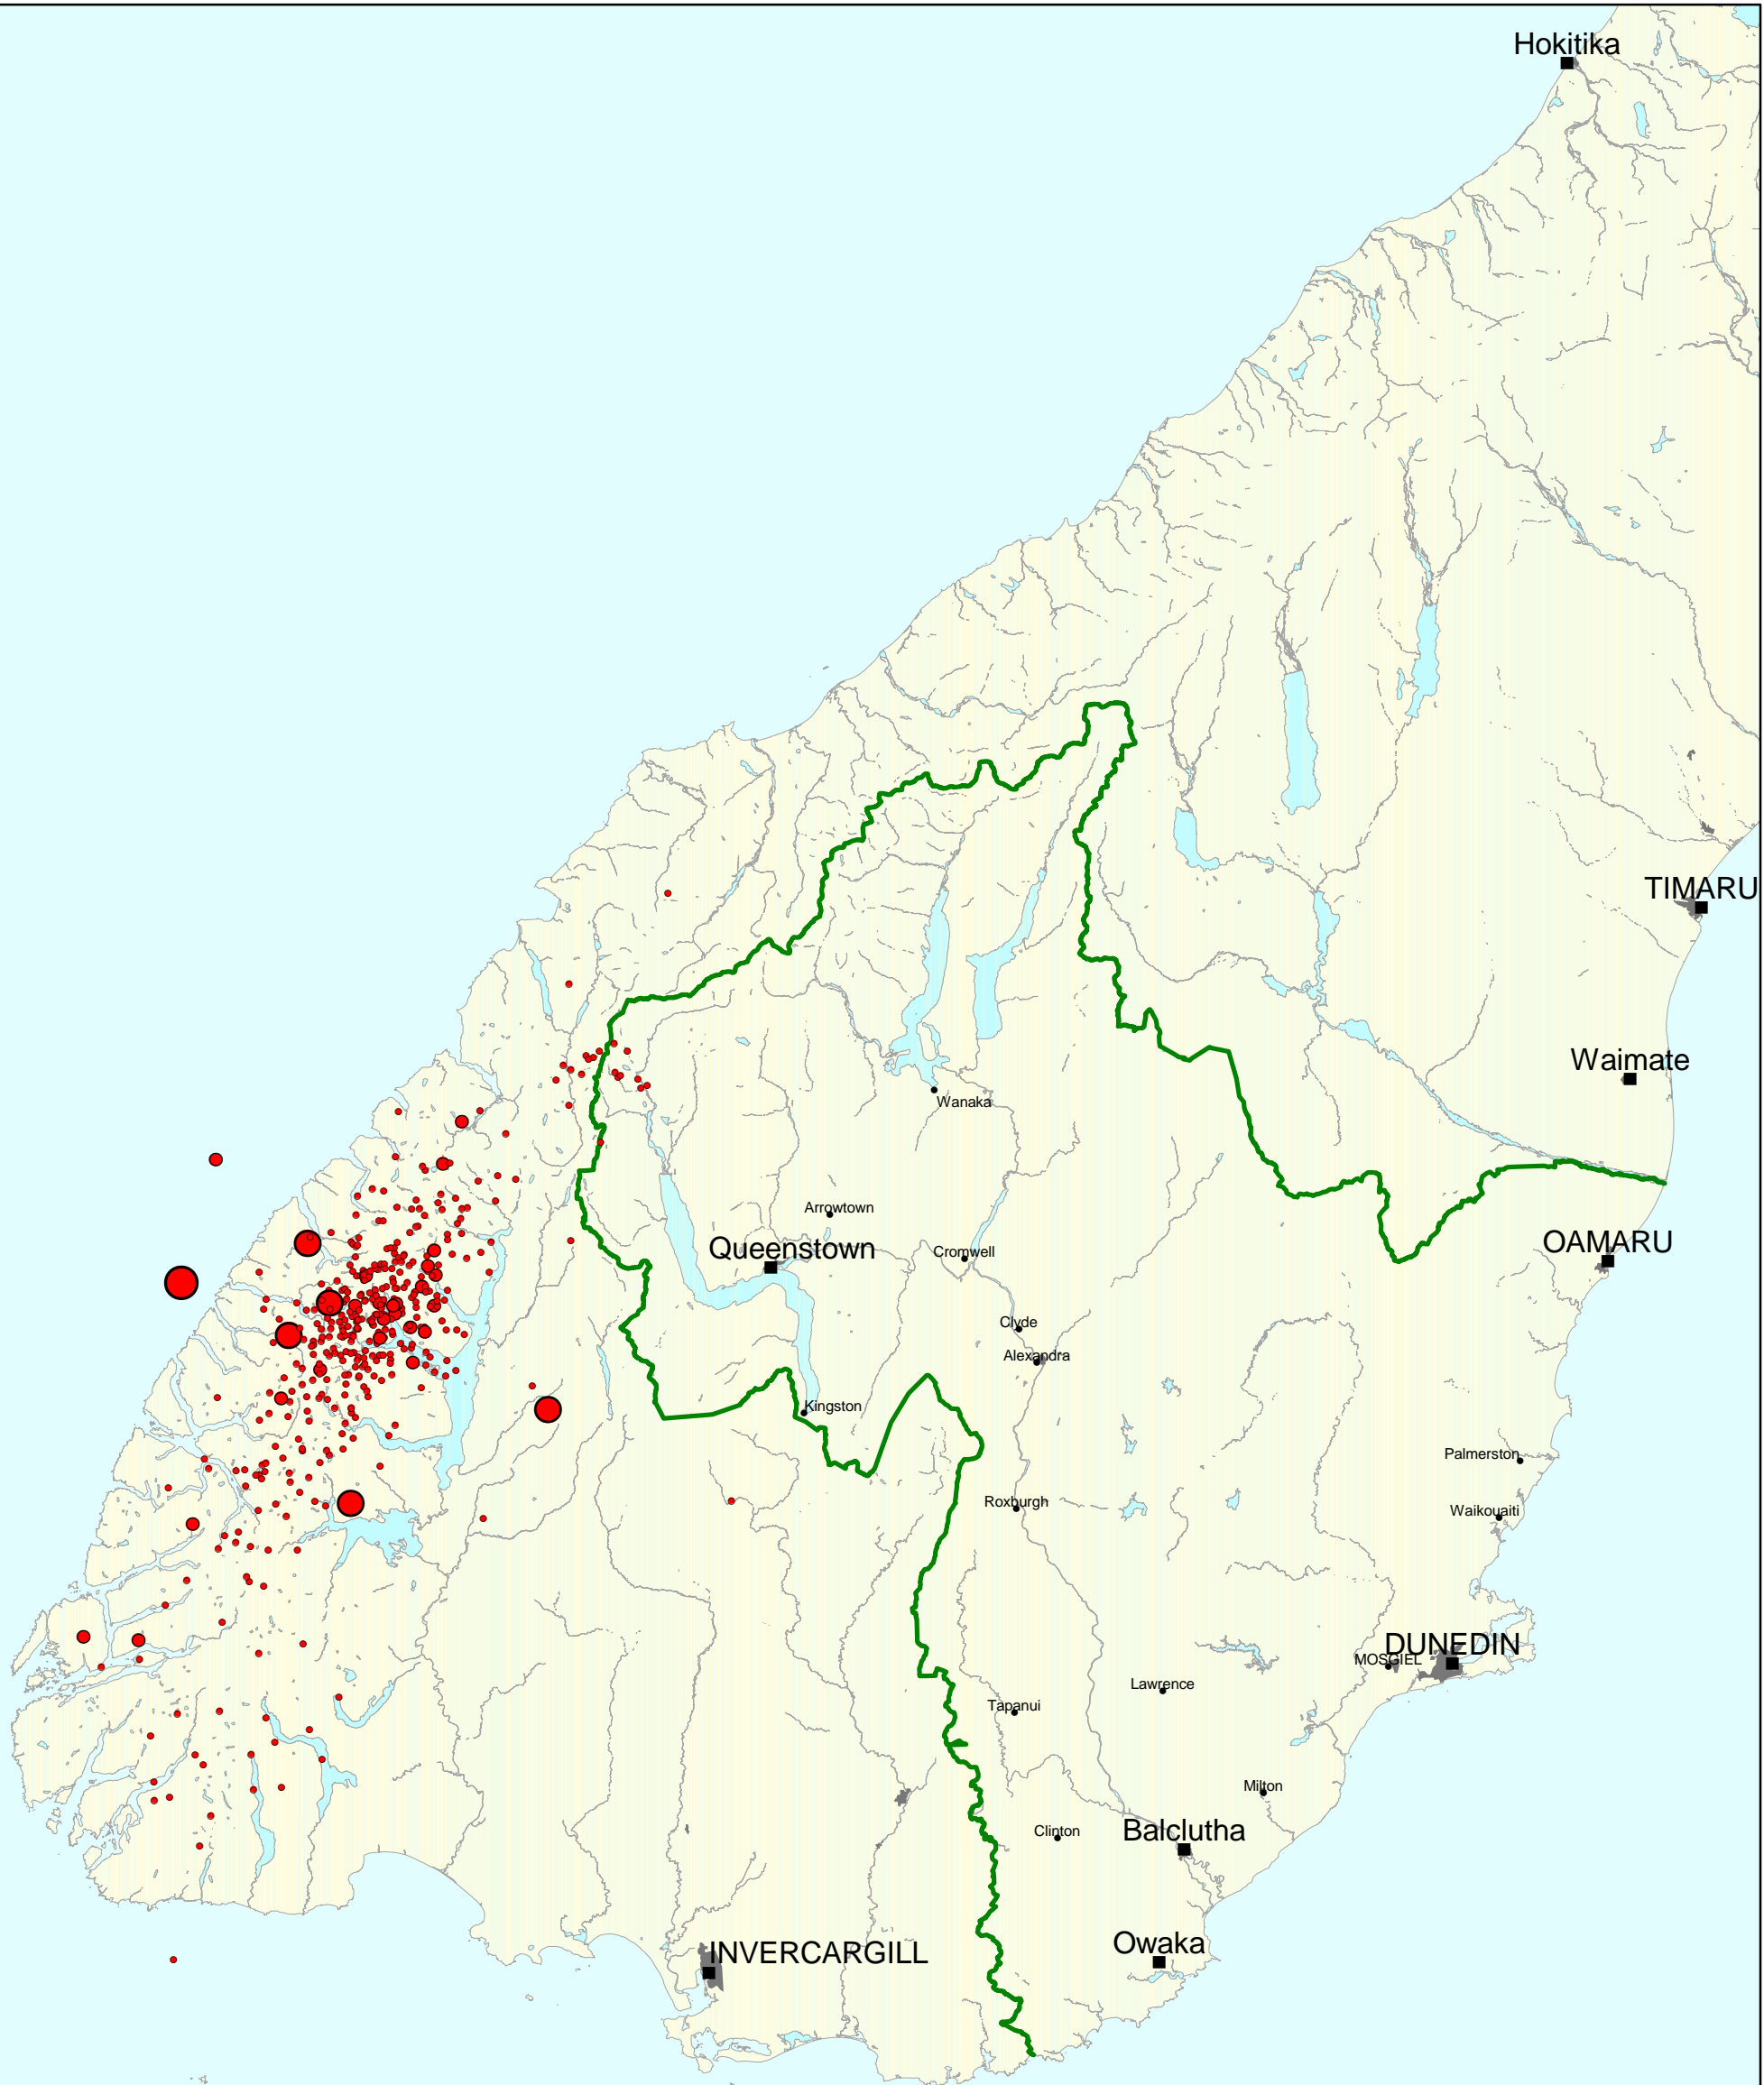 Hokitika
TIMARU
Waimate
Wanaka
Arrowtown
Queenstown
Cromwell
OAMARU
Clyde
Alexandra
Kingston
Palmerston
Roxburgh
Waikouaiti
DUNEDIN
MOSGIEL
Lawrence
Tapanui
Milton
Clinton
Balclutha
Owaka
INVERCARGILL